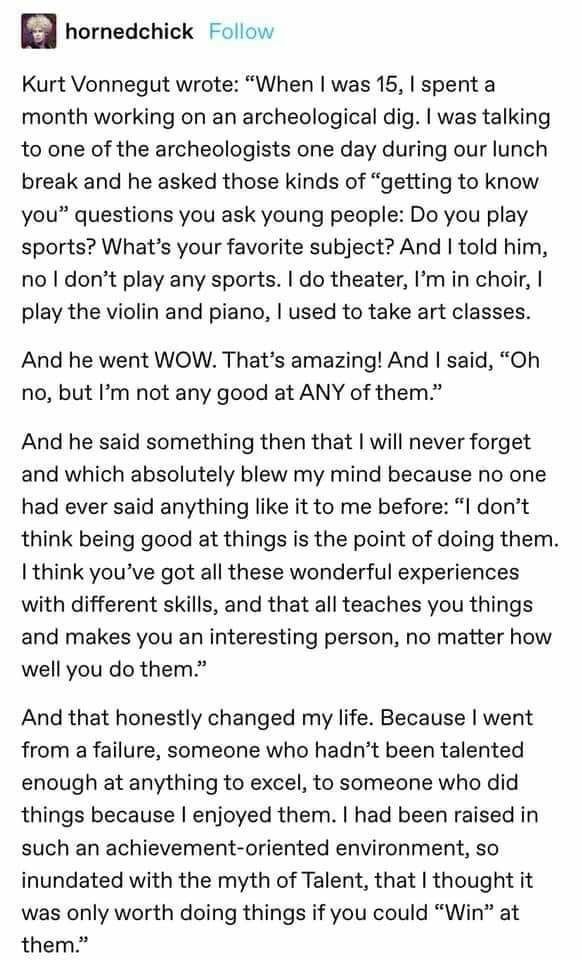 hornedchick Follow
Kurt Vonnegut wrote: “When I was 15, I spent a
month working on an archeological dig. I was talking
to one of the archeologists one day during our lunch
break and he asked those kinds of “getting to know
you” questions you ask young people: Do you play
sports? What’s your favorite subject? And I told him,
no I don’t play any sports. I do theater, I’m in choir, I
play the violin and piano, I used to take art classes.
And he went WOW. That’s amazing! And I said, “Oh
no, but I’m not any good at ANY of them.”
And he said something then that I will never forget
and which absolutely blew my mind because no one
had ever said anything like it to me before: “I don’t
think being good at things is the point of doing them.
I think you’ve got all these wonderful experiences
with different skills, and that all teaches you things
and makes you an interesting person, no matter how
well you do them.”
And that honestly changed my life. Because I went
from a failure, someone who hadn’t been talented
enough at anything to excel, to someone who did
things because I enjoyed them. I had been raised in
such an achievement-oriented environment, so
inundated with the myth of Talent, that I thought it
was only worth doing things if you could “Win” at
them.”